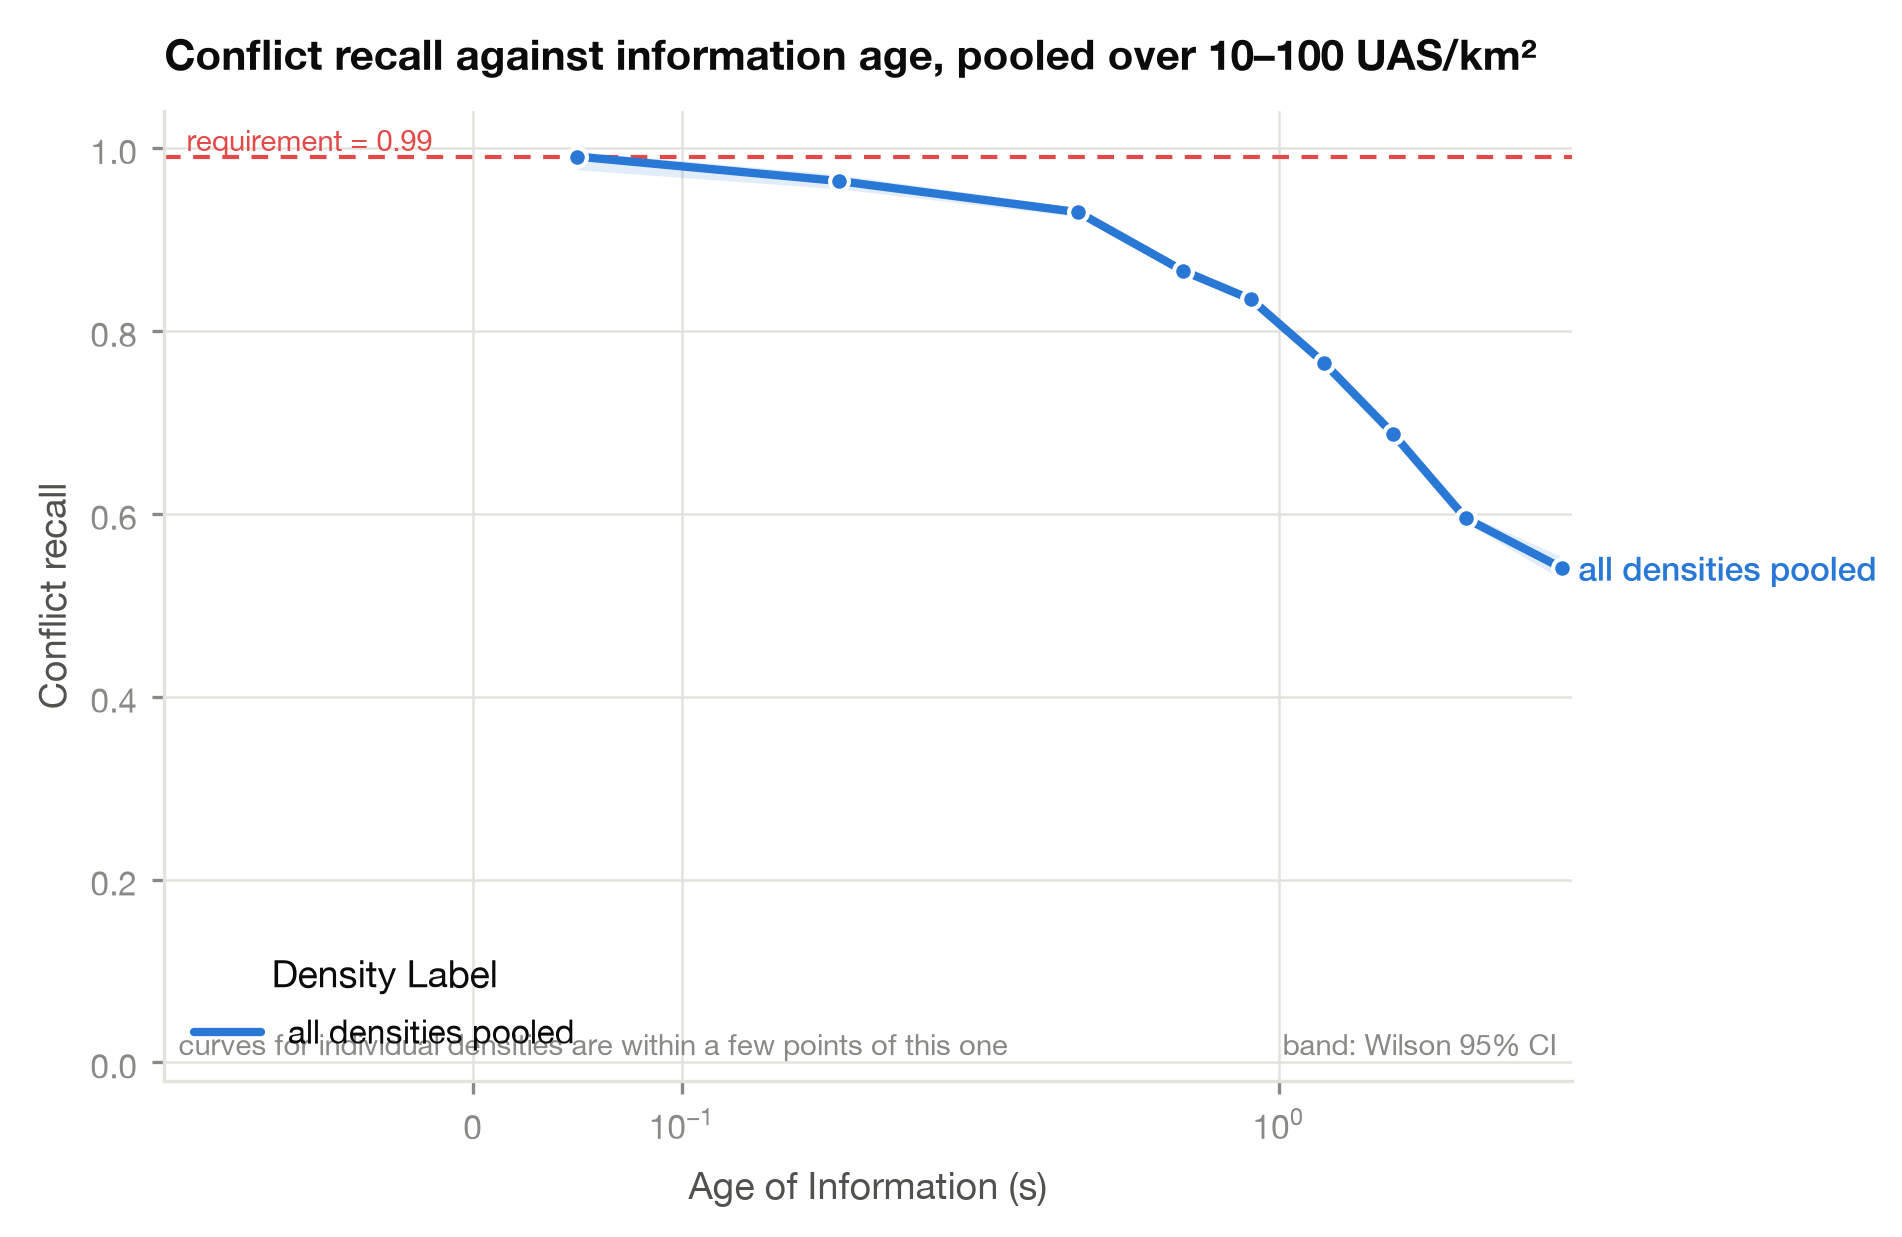 Conflict recall against information age, pooled over 10–100 UAS/km²
requirement = 0.99
1.0
0.8
0.6
0.4
0.2
0.0
Conflict recall
all densities pooled
Density Label
all densities pooled
curves for individual densities are within a few points of this one
band: Wilson 95% CI
0
10⁻¹
10⁰
Age of Information (s)